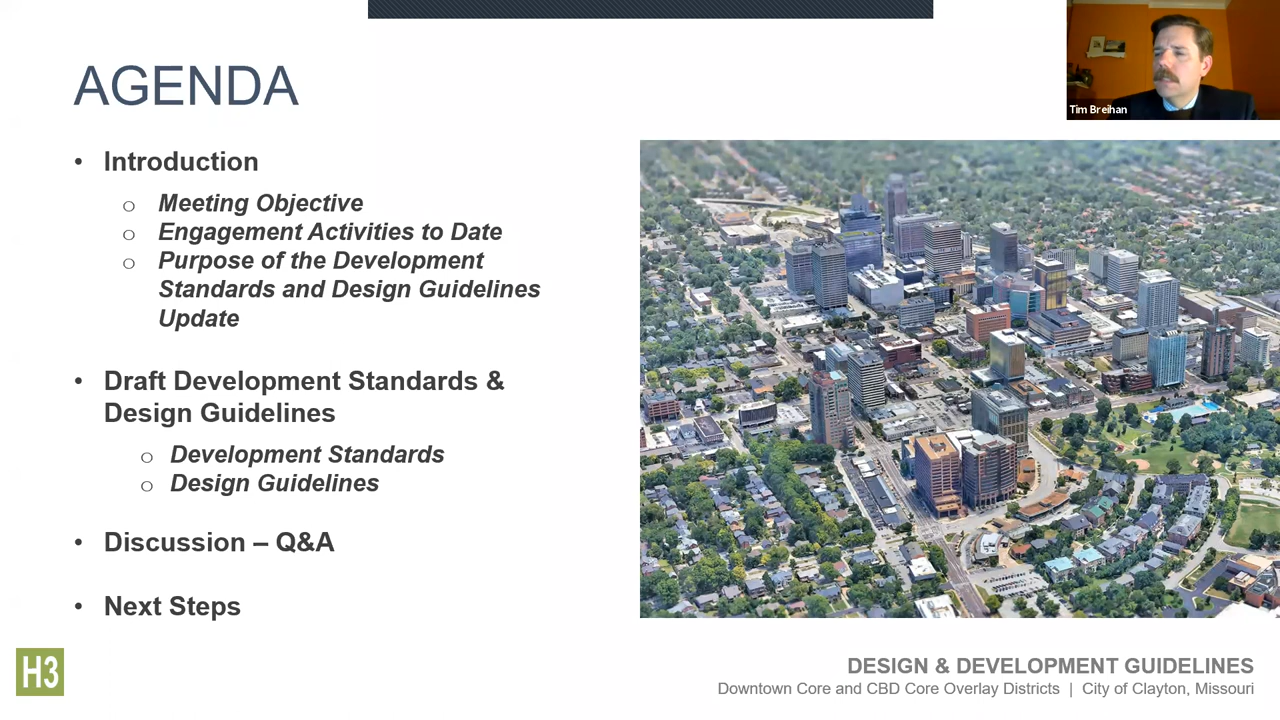 AGENDA
Tim Breihan
• Introduction
o Meeting Objective
o Engagement Activities to Date
o Purpose of the Development
Standards and Design Guidelines
Update
• Draft Development Standards &
Design Guidelines
o Development Standards
o Design Guidelines
• Discussion – Q&A
• Next Steps
H3
DESIGN & DEVELOPMENT GUIDELINES
Downtown Core and CBD Core Overlay Districts | City of Clayton, Missouri